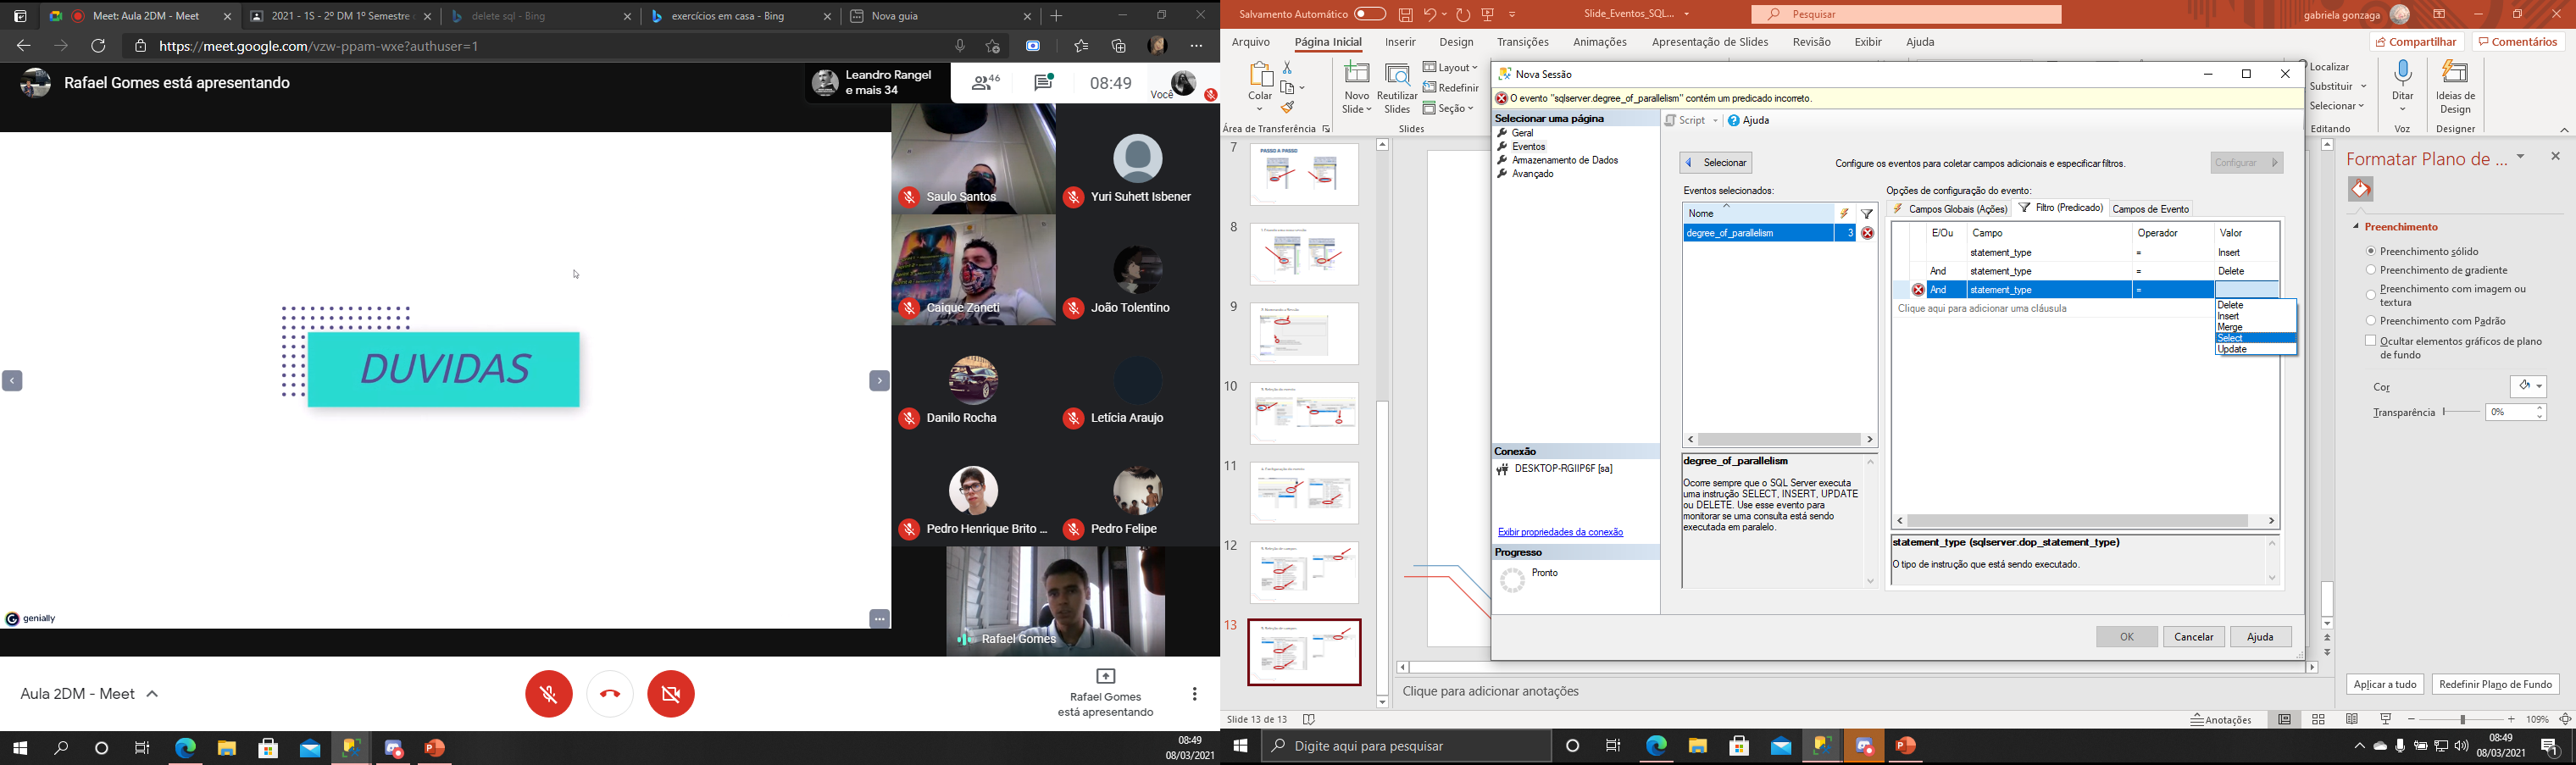 Meet: Aula 2DM - Meet
2021 - 1S - 2º DM 1º Semestre
delete sql - Bing
exercícios em casa - Bing
Nova guia
https://meet.google.com/vzw-ppam-wxe?authuser=1
Rafael Gomes está apresentando
Leandro Rangel
e mais 34
46
08:49
Você
Saulo Santos
Yuri Suhett Isbener
Caique Zaneti
João Tolentino
Danilo Rocha
Letícia Araujo
Pedro Henrique Brito ...
Pedro Felipe
Rafael Gomes
DUVIDAS
genially
Aula 2DM - Meet
Rafael Gomes
está apresentando
08:49
08/03/2021
Salvamento Automático
Slide_Eventos_SQL...
Pesquisar
gabriela gonzaga
Arquivo
Página Inicial
Inserir
Design
Transições
Animações
Apresentação de Slides
Revisão
Exibir
Ajuda
Compartilhar
Comentários
Colar
Novo
Slide
Reutilizar
Slides
Layout
Redefinir
Seção
Área de Transferência
Slides
Localizar
Substituir
Selecionar
Editando
Ditar
Voz
Ideias de
Design
Designer
7
PASSO A PASSO
8
9
10
11
12
13
Nova Sessão
O evento "sqlserver.degree_of_parallelism" contém um predicado incorreto.
Selecionar uma página
Geral
Eventos
Armazenamento de Dados
Avançado
Script
Ajuda
Selecionar
Configure os eventos para coletar campos adicionais e especificar filtros.
Configurar
Eventos selecionados:
Nome
degree_of_parallelism
3
Opções de configuração do evento:
Campos Globais (Ações)
Filtro (Predicado)
Campos de Evento
E/Ou
Campo
Operador
Valor
statement_type
=
Insert
And
statement_type
=
Delete
And
statement_type
=
Clique aqui para adicionar uma cláusula
Delete
Insert
Merge
Select
Update
Conexão
DESKTOP-RGIIP6F [sa]
Exibir propriedades da conexão
Progresso
Pronto
degree_of_parallelism
Ocorre sempre que o SQL Server executa
uma instrução SELECT, INSERT, UPDATE
ou DELETE. Use esse evento para
monitorar se uma consulta está sendo
executada em paralelo.
statement_type (sqlserver.dop_statement_type)
O tipo de instrução que está sendo executado.
OK
Cancelar
Ajuda
Formatar Plano de ...
Preenchimento
Preenchimento sólido
Preenchimento de gradiente
Preenchimento com imagem ou
textura
Preenchimento com Padrão
Ocultar elementos gráficos de plano
de fundo
Cor
Transparência
0%
Aplicar a tudo
Redefinir Plano de Fundo
Clique para adicionar anotações
Slide 13 de 13
Anotações
109%
Digite aqui para pesquisar
08:49
08/03/2021
1